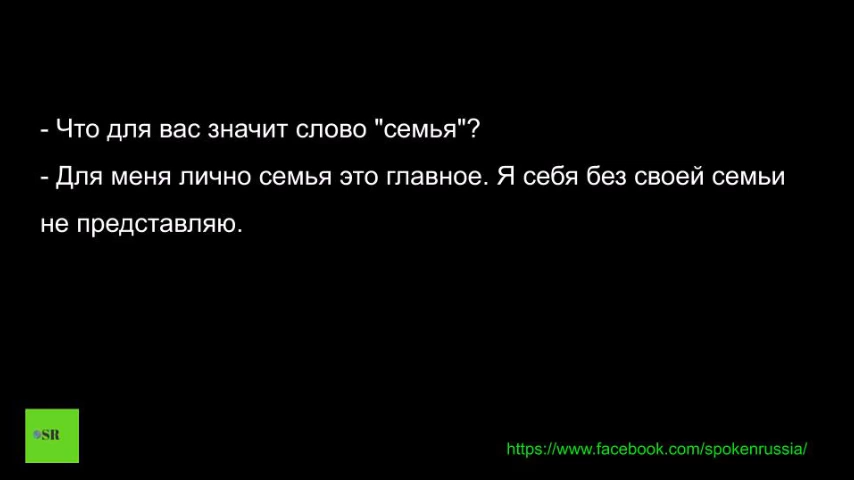 - Что для вас значит слово "семья"?
- Для меня лично семья это главное. Я себя без своей семьи
не представляю.
SR
https://www.facebook.com/spokenrussia/